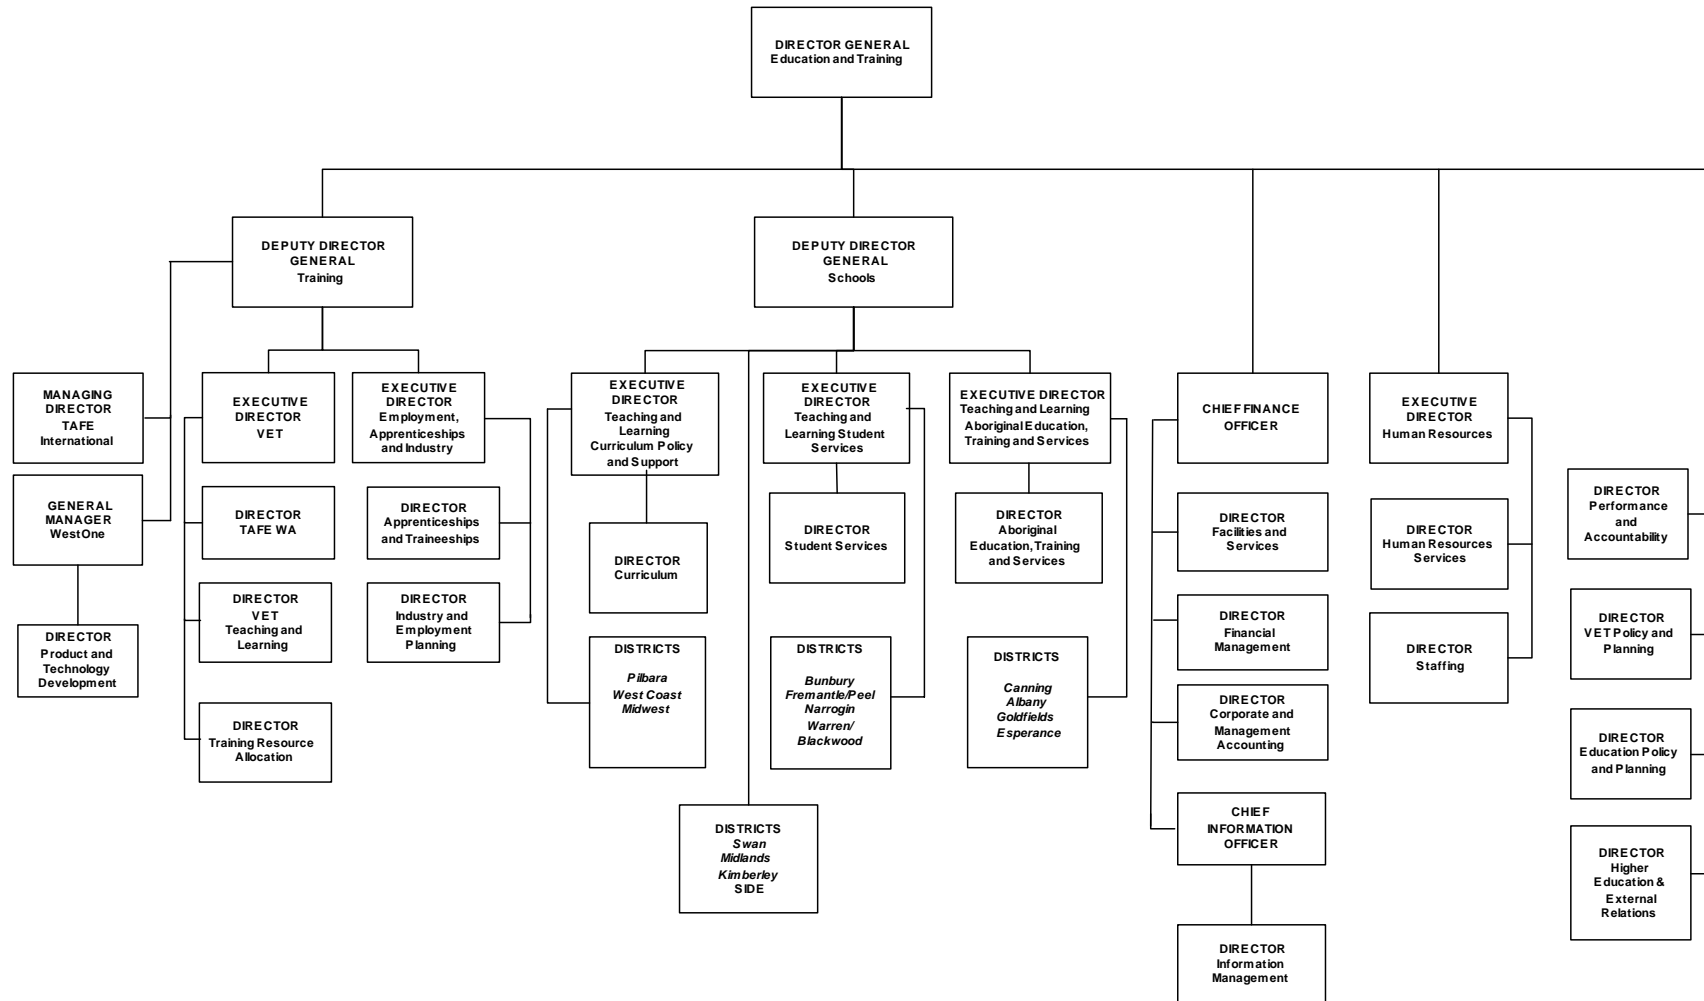 DIRECTOR GENERAL
Education and Training
DEPUTY DIRECTOR
GENERAL
Training
DEPUTY DIRECTOR
GENERAL
Schools
MANAGING
DIRECTOR
TAFE
International
EXECUTIVE
DIRECTOR
VET
EXECUTIVE
DIRECTOR
Employment,
Apprenticeships
and Industry
EXECUTIVE
DIRECTOR
Teaching and
Learning
Curriculum Policy
and Support
EXECUTIVE
DIRECTOR
Teaching and
Learning Student
Services
EXECUTIVE DIRECTOR
Teaching and Learning
Aboriginal Education,
Training and Services
CHIEF FINANCE
OFFICER
EXECUTIVE
DIRECTOR
Human Resources
GENERAL
MANAGER
WestOne
DIRECTOR
TAFE WA
DIRECTOR
Apprenticeships
and Traineeships
DIRECTOR
Curriculum
DIRECTOR
Student Services
DIRECTOR
Aboriginal
Education, Training
and Services
DIRECTOR
Facilities and
Services
DIRECTOR
Human Resources
Services
DIRECTOR
Performance
and
Accountability
DIRECTOR
Product and
Technology
Development
DIRECTOR
VET
Teaching and
Learning
DIRECTOR
Industry and
Employment
Planning
DISTRICTS
Pilbara
West Coast
Midwest
DISTRICTS
Bunbury
Fremantle/Peel
Narrogin
Warren/
Blackwood
DISTRICTS
Canning
Albany
Goldfields
Esperance
DIRECTOR
Financial
Management
DIRECTOR
Staffing
DIRECTOR
VET Policy and
Planning
DIRECTOR
Training Resource
Allocation
DIRECTOR
Corporate and
Management
Accounting
DIRECTOR
Education Policy
and Planning
DISTRICTS
Swan
Midlands
Kimberley
SIDE
CHIEF
INFORMATION
OFFICER
DIRECTOR
Higher
Education &
External
Relations
DIRECTOR
Information
Management